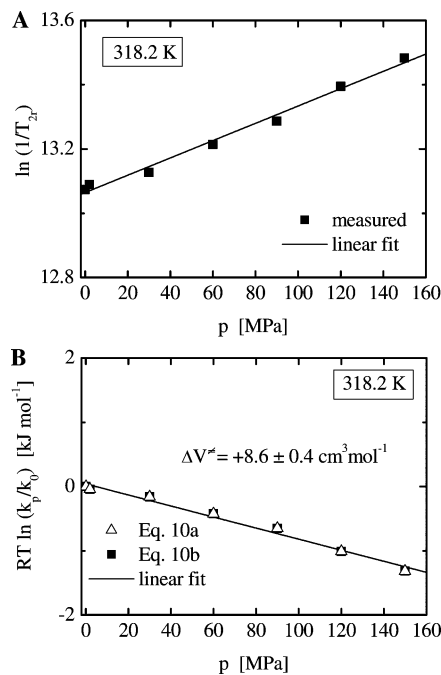 A
318.2 K
13.6
13.2
12.8
ln (1/T2r)
measured
linear fit
0 20 40 60 80 100 120 140 160
p [MPa]
B
318.2 K
2
0
-2
RT ln (kp/k0) [kJ mol⁻¹]
ΔV≠= +8.6 ± 0.4 cm³mol⁻¹
Eq. 10a
Eq. 10b
linear fit
0 20 40 60 80 100 120 140 160
p [MPa]